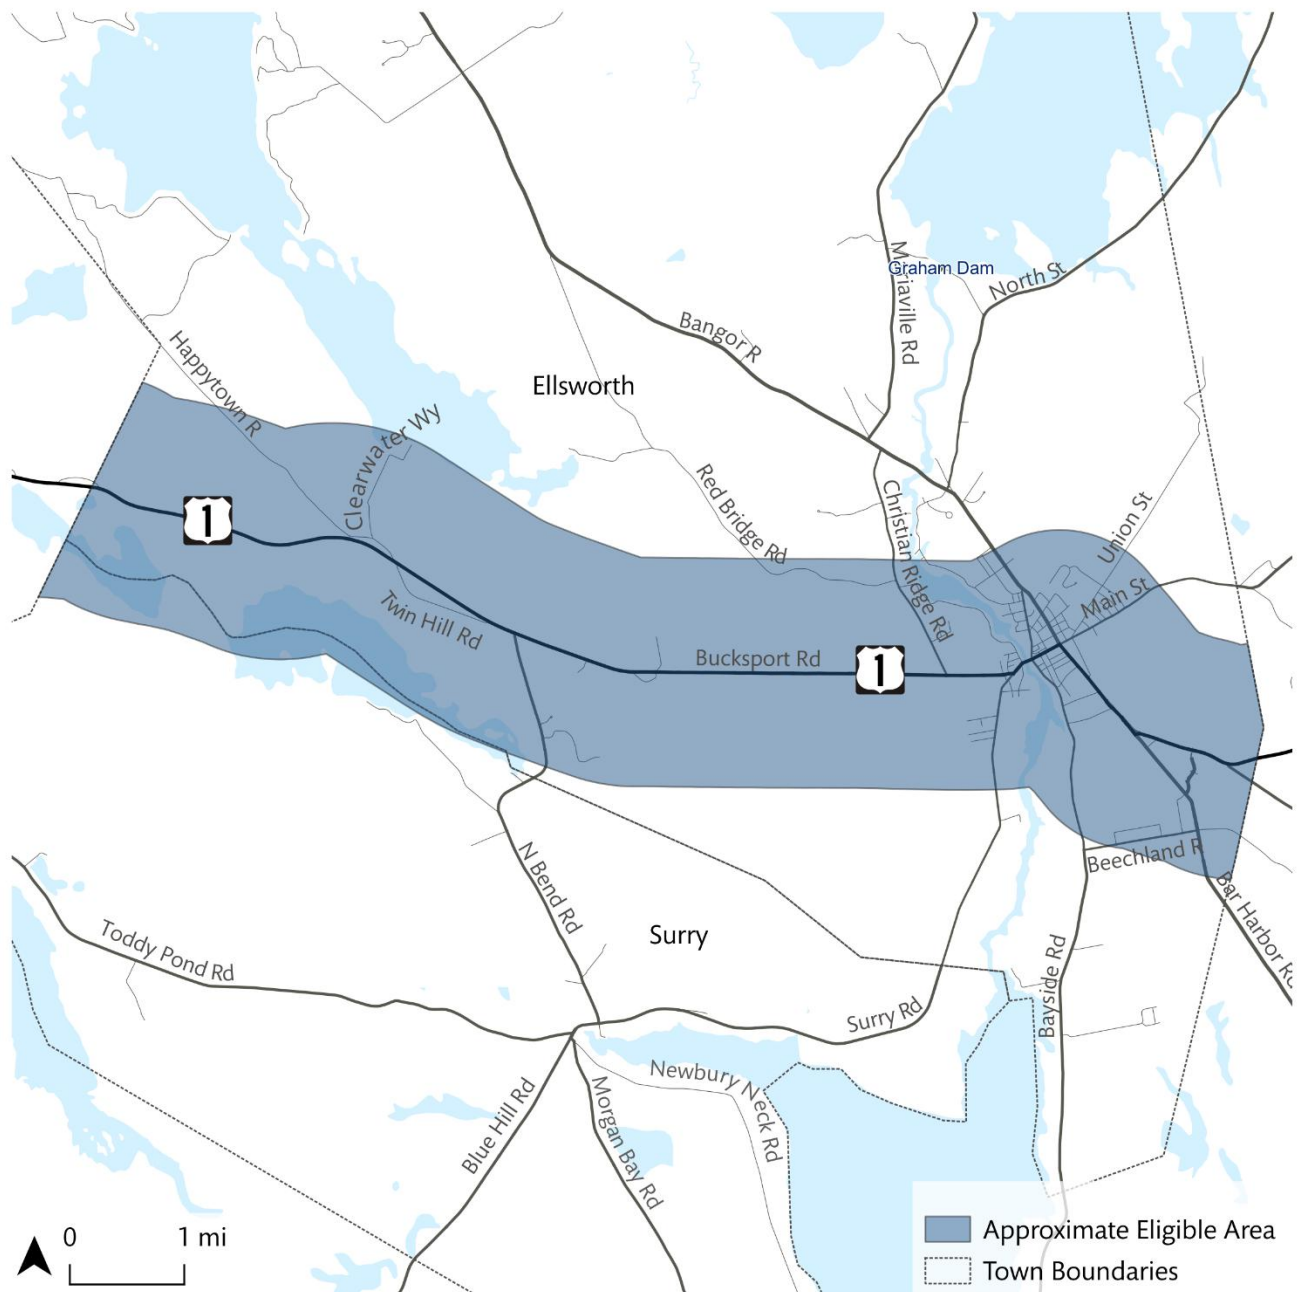 Mariaville Rd
Graham Dam
North St
Bangor R
Happytown R
Ellsworth
Clearwater Wy
Red Bridge Rd
Christian Ridge Rd
Union St
Main St
1
Twin Hill Rd
Bucksport Rd
1
N Bend Rd
Beechland R
Bar Harbor Rd
Toddy Pond Rd
Surry
Bayside Rd
Surry Rd
Newbury Neck Rd
Blue Hill Rd
Morgan Bay Rd
0 1 mi
Approximate Eligible Area
Town Boundaries